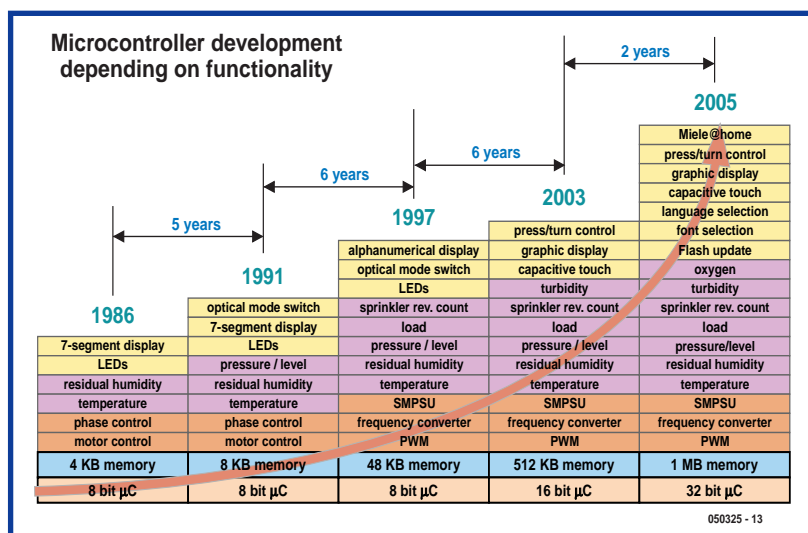 Microcontroller development
depending on functionality
2 years
2005
6 years
2003
6 years
1997
5 years
1991
1986
7-segment display
LEDs
residual humidity
temperature
phase control
motor control
4 KB memory
8 bit µC
optical mode switch
7-segment display
LEDs
pressure / level
residual humidity
temperature
phase control
motor control
8 KB memory
8 bit µC
alphanumerical display
optical mode switch
LEDs
sprinkler rev. count
load
pressure / level
residual humidity
temperature
SMPSU
frequency converter
PWM
48 KB memory
8 bit µC
press/turn control
graphic display
capacitive touch
turbidity
sprinkler rev. count
load
pressure / level
residual humidity
temperature
SMPSU
frequency converter
PWM
512 KB memory
16 bit µC
Miele@home
press/turn control
graphic display
capacitive touch
language selection
font selection
Flash update
oxygen
turbidity
sprinkler rev. count
load
pressure/level
residual humidity
temperature
SMPSU
frequency converter
PWM
1 MB memory
32 bit µC
050325 - 13